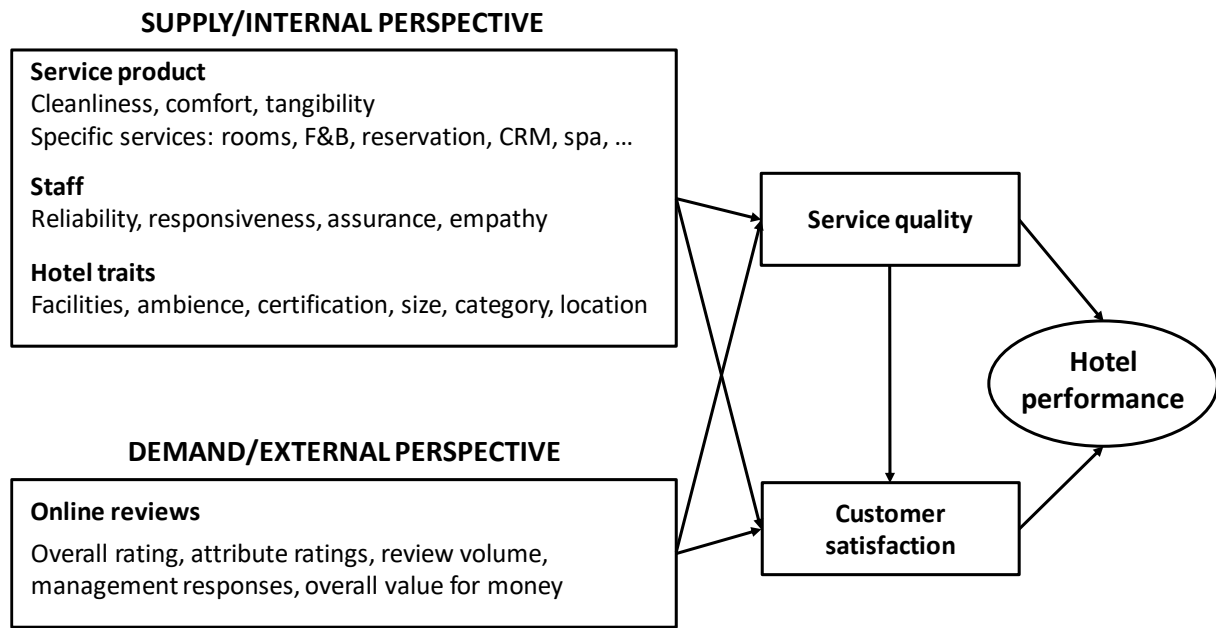 SUPPLY/INTERNAL PERSPECTIVE
Service product
Cleanliness, comfort, tangibility
Specific services: rooms, F&B, reservation, CRM, spa, ...
Staff
Reliability, responsiveness, assurance, empathy
Hotel traits
Facilities, ambience, certification, size, category, location
Service quality
Hotel
performance
DEMAND/EXTERNAL PERSPECTIVE
Online reviews
Overall rating, attribute ratings, review volume,
management responses, overall value for money
Customer
satisfaction